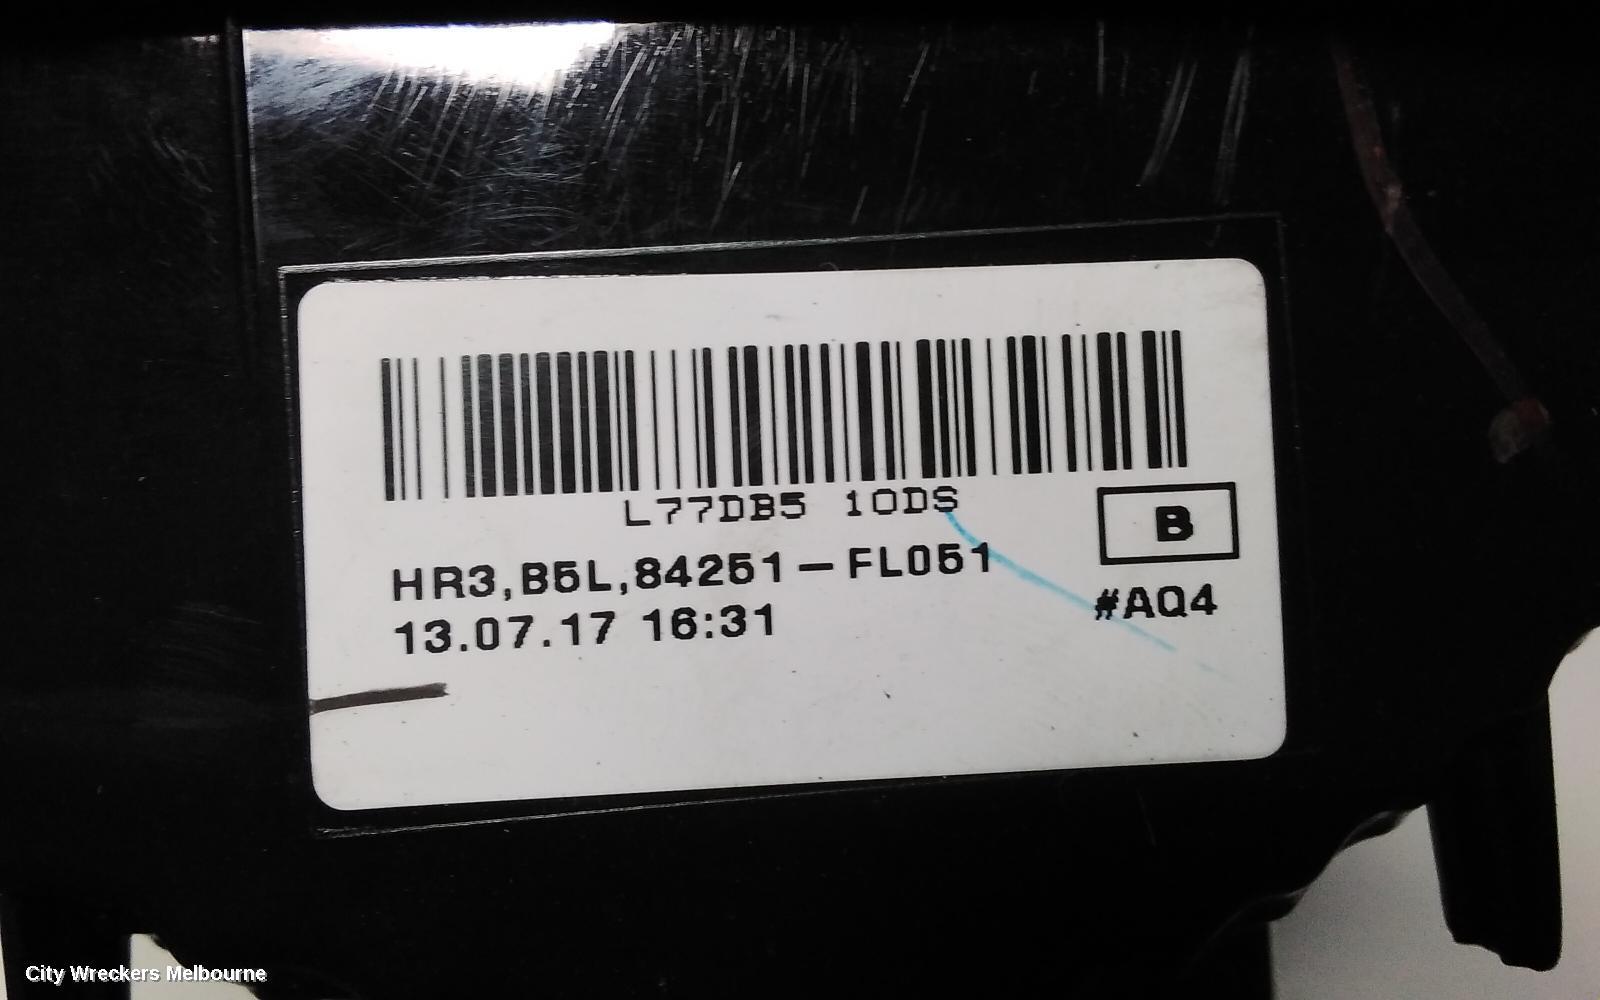 L77DB5 10DS
B
HR3,B5L,84251-FL051
#AQ4
13.07.17 16:31
City Wreckers Melbourne